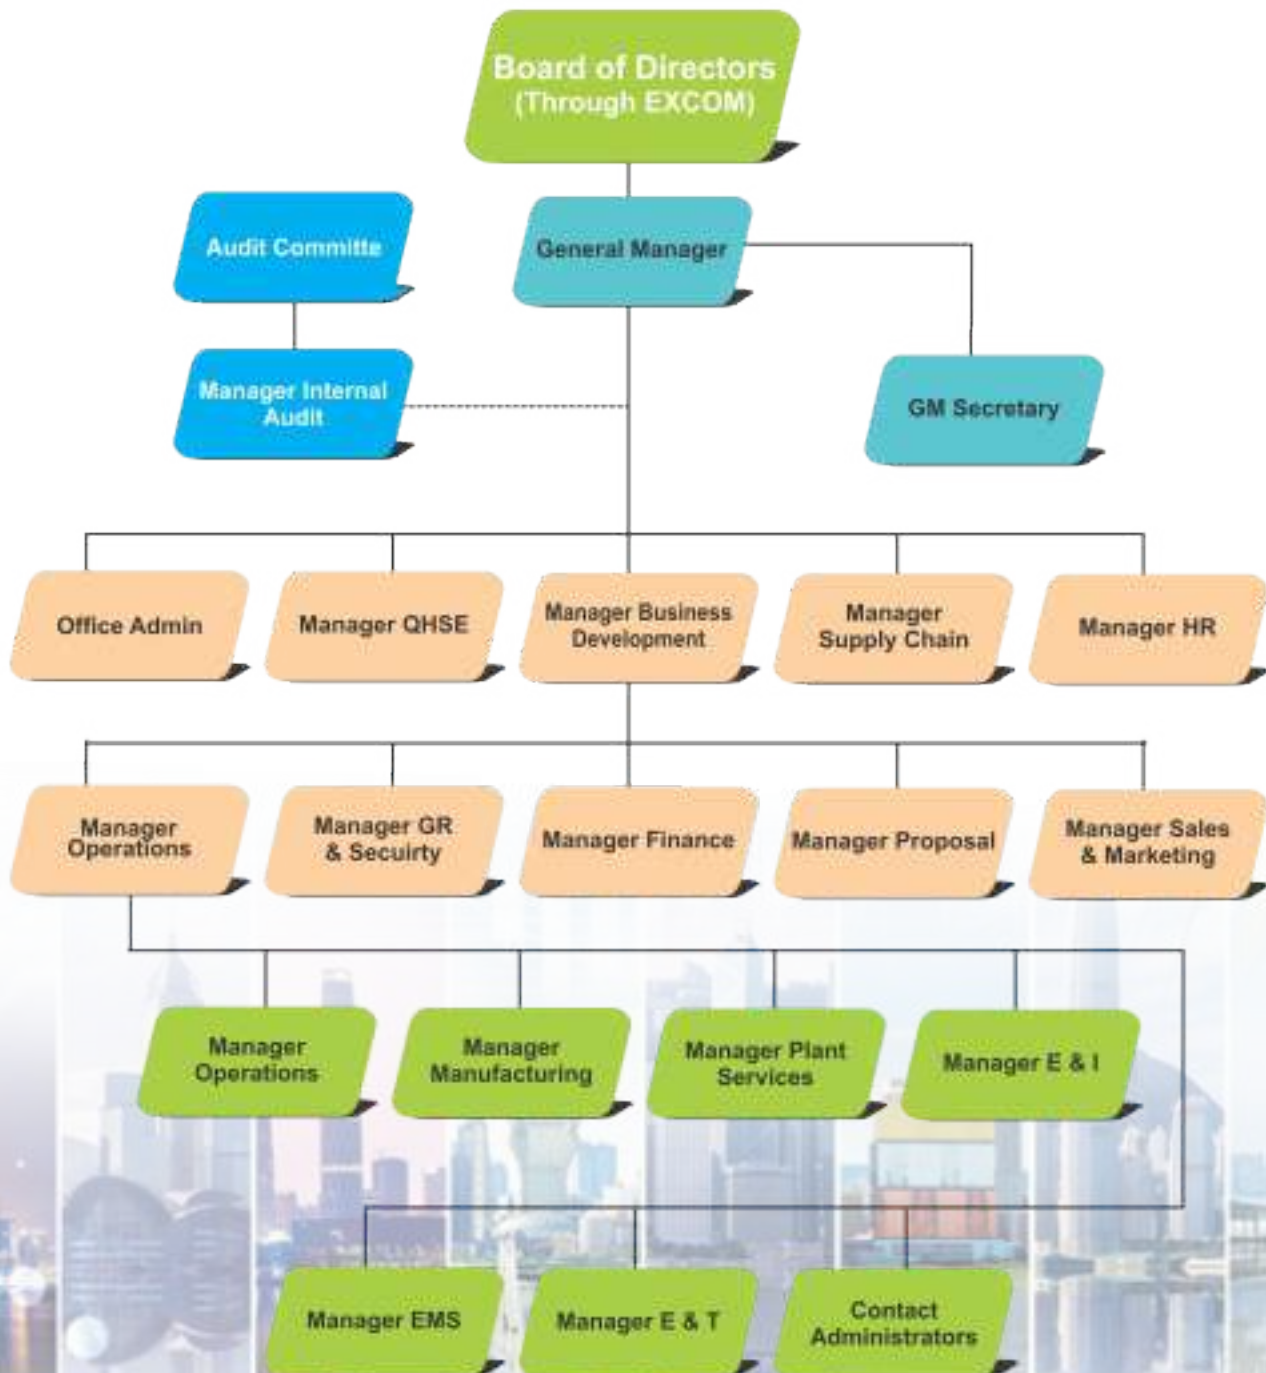 Board of Directors
(Through EXCOM)
Audit Committe
General Manager
Manager Internal
Audit
GM Secretary
Office Admin
Manager QHSE
Manager Business
Development
Manager
Supply Chain
Manager HR
Manager
Operations
Manager GR
& Secuirty
Manager Finance
Manager Proposal
Manager Sales
& Marketing
Manager
Operations
Manager
Manufacturing
Manager Plant
Services
Manager E & I
Manager EMS
Manager E & T
Contact
Administrators